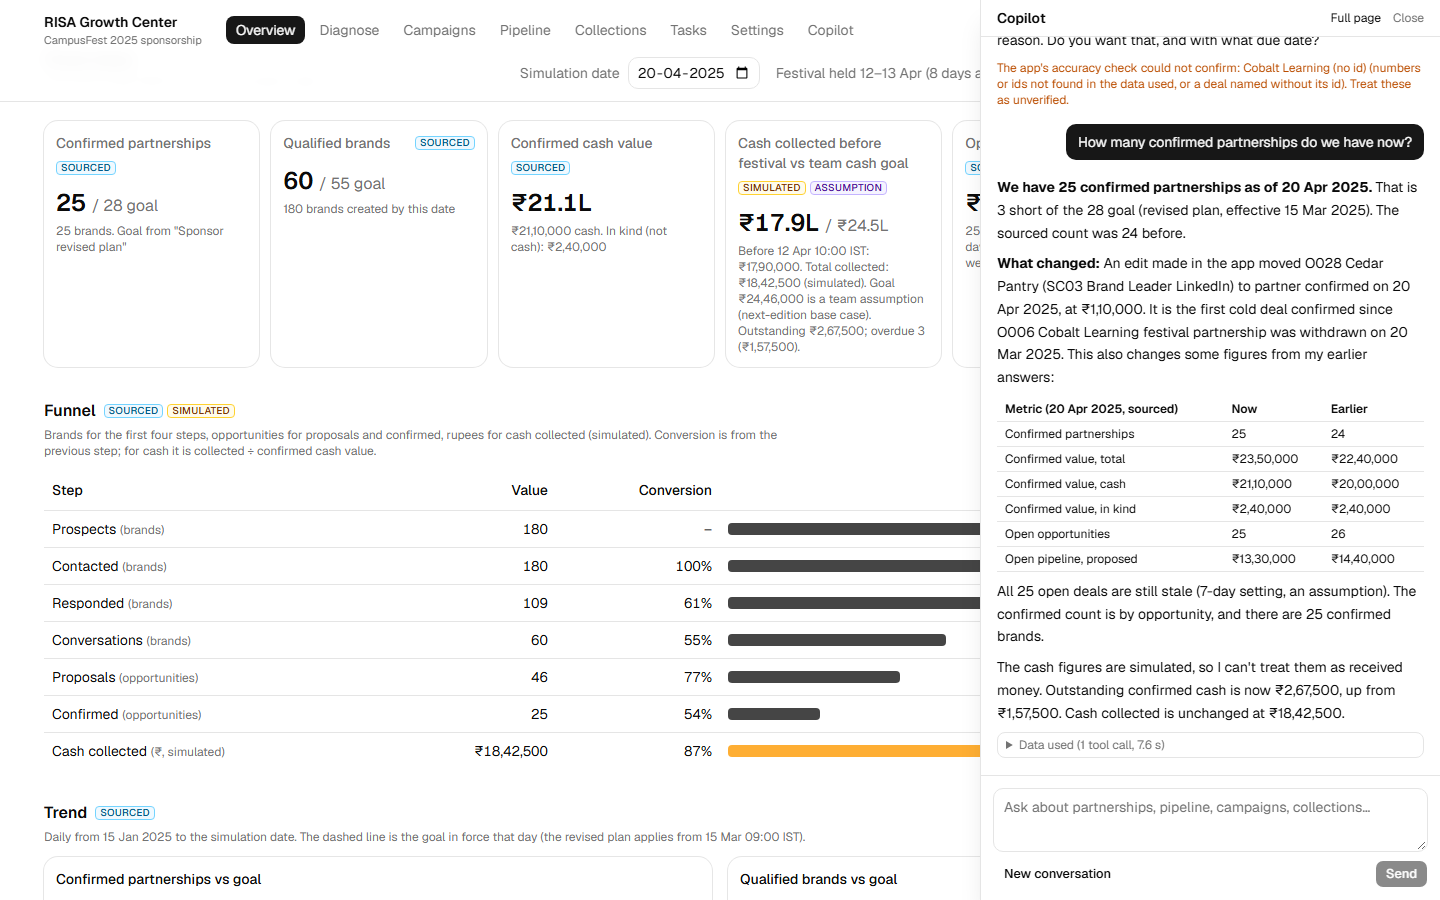 RISA Growth Center
CampusFest 2025 sponsorship
Overview
Diagnose
Campaigns
Pipeline
Collections
Tasks
Settings
Copilot
Simulation date
20-04-2025
Festival held 12–13 Apr (8 days a
Confirmed partnerships
SOURCED
25 / 28 goal
25 brands. Goal from "Sponsor
revised plan"
Qualified brands
SOURCED
60 / 55 goal
180 brands created by this date
Confirmed cash value
SOURCED
₹21.1L
₹21,10,000 cash. In kind (not
cash): ₹2,40,000
Cash collected before
festival vs team cash goal
SIMULATED
ASSUMPTION
₹17.9L / ₹24.5L
Before 12 Apr 10:00 IST:
₹17,90,000. Total collected:
₹18,42,500 (simulated). Goal
₹24,46,000 is a team assumption
(next-edition base case).
Outstanding ₹2,67,500; overdue 3
(₹1,57,500).
Op
SC
₹
25
da
we
Funnel
SOURCED
SIMULATED
Brands for the first four steps, opportunities for proposals and confirmed, rupees for cash collected (simulated). Conversion is from the
previous step; for cash it is collected ÷ confirmed cash value.
Step Value Conversion
Prospects (brands) 180 –
Contacted (brands) 180 100%
Responded (brands) 109 61%
Conversations (brands) 60 55%
Proposals (opportunities) 46 77%
Confirmed (opportunities) 25 54%
Cash collected (₹, simulated) ₹18,42,500 87%
Trend
SOURCED
Daily from 15 Jan 2025 to the simulation date. The dashed line is the goal in force that day (the revised plan applies from 15 Mar 09:00 IST).
Confirmed partnerships vs goal
Qualified brands vs goal
Copilot
Full page
Close
reason. Do you want that, and with what due date?
The app's accuracy check could not confirm: Cobalt Learning (no id) (numbers
or ids not found in the data used, or a deal named without its id). Treat these
as unverified.
How many confirmed partnerships do we have now?
We have 25 confirmed partnerships as of 20 Apr 2025. That is
3 short of the 28 goal (revised plan, effective 15 Mar 2025). The
sourced count was 24 before.
What changed: An edit made in the app moved O028 Cedar
Pantry (SC03 Brand Leader LinkedIn) to partner confirmed on 20
Apr 2025, at ₹1,10,000. It is the first cold deal confirmed since
O006 Cobalt Learning festival partnership was withdrawn on 20
Mar 2025. This also changes some figures from my earlier
answers:
Metric (20 Apr 2025, sourced) Now Earlier
Confirmed partnerships 25 24
Confirmed value, total ₹23,50,000 ₹22,40,000
Confirmed value, cash ₹21,10,000 ₹20,00,000
Confirmed value, in kind ₹2,40,000 ₹2,40,000
Open opportunities 25 26
Open pipeline, proposed ₹13,30,000 ₹14,40,000
All 25 open deals are still stale (7-day setting, an assumption). The
confirmed count is by opportunity, and there are 25 confirmed
brands.
The cash figures are simulated, so I can't treat them as received
money. Outstanding confirmed cash is now ₹2,67,500, up from
₹1,57,500. Cash collected is unchanged at ₹18,42,500.
Data used (1 tool call, 7.6 s)
Ask about partnerships, pipeline, campaigns, collections...
New conversation
Send